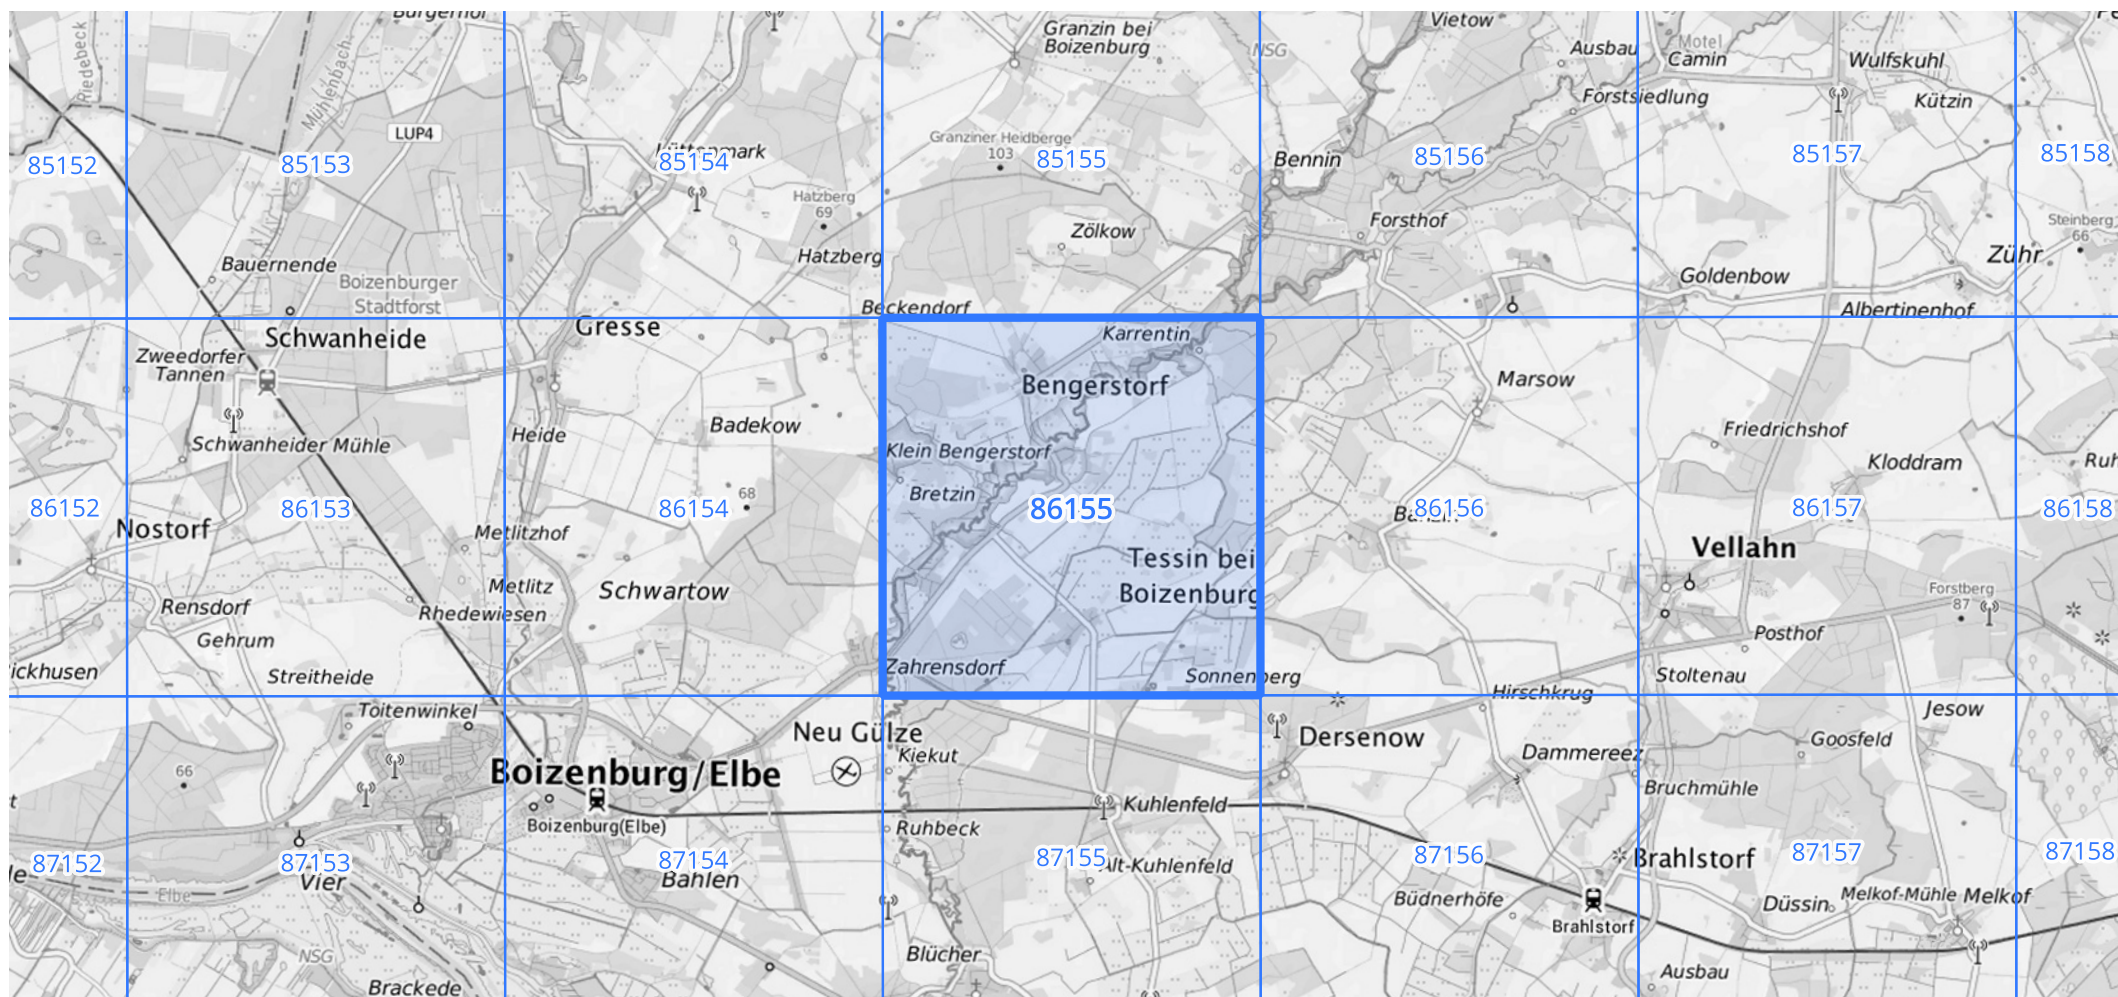 Burgerhof
Granzin bei
Boizenburg
NSG
Vietow
Ausbau
Motel
Camin
Wulfskuhl
Riedebeck
Mühlenbach
LUP4
Forstsiedlung
Kützin
Granziner Heidberge
103
85152
85153
85154
85155
Bennin
85156
85157
85158
Hatzberg
69
Zölkow
Forsthof
Steinberg
66
Bauernende
Boizenburger
Stadtforst
Hatzberg
Goldenbow
Zühr
Beckendorf
Albertinenhof
Schwanheide
Gresse
Karrentin
Zweedorfer
Tannen
Bengerstorf
Marsow
Heide
Badekow
Friedrichshof
Schwanheider Mühle
Klein Bengerstorf
Kloddram
Ruh
Bretzin
68
86152
86153
86154
86155
86156
86157
86158
Nostorf
Metlitzhof
Tessin bei
Boizenburg
Vellahn
Metlitz
Schwartow
Forstberg
87
Rensdorf
Rhedewiesen
Gehrum
Posthof
ickhusen
Streitheide
Zahrensdorf
Sonnenberg
Stoltenau
Hirschkrug
Toitenwinkel
Jesow
Neu Gülze
Dersenow
Goosfeld
Kiekut
Dammereez
66
Boizenburg/Elbe
Bruchmühle
Kuhlenfeld
Boizenburg(Elbe)
Ruhbeck
87152
87153
87154
87155
87156
87157
87158
Alt-Kuhlenfeld
Brahlstorf
le
Vier
Bahlen
Elbe
Büdnerhöfe
Düssin
Melkof-Mühle
Melkof
Brahlstorf
NSG
Blücher
Ausbau
Brackede